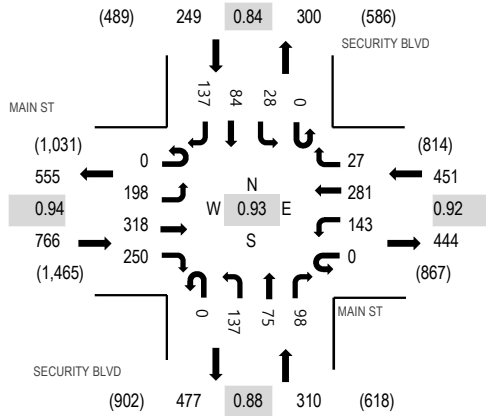 (489) 249 0.84 300 (586)
SECURITY BLVD
137 84 28 0
MAIN ST
(1,031) (814)
0 27
555 451
198 281
N
0.94 W 0.93 E 0.92
318 143
S
766 444
250 0
(1,465) (867)
0 137 75 98
MAIN ST
SECURITY BLVD
(902) 477 0.88 310 (618)